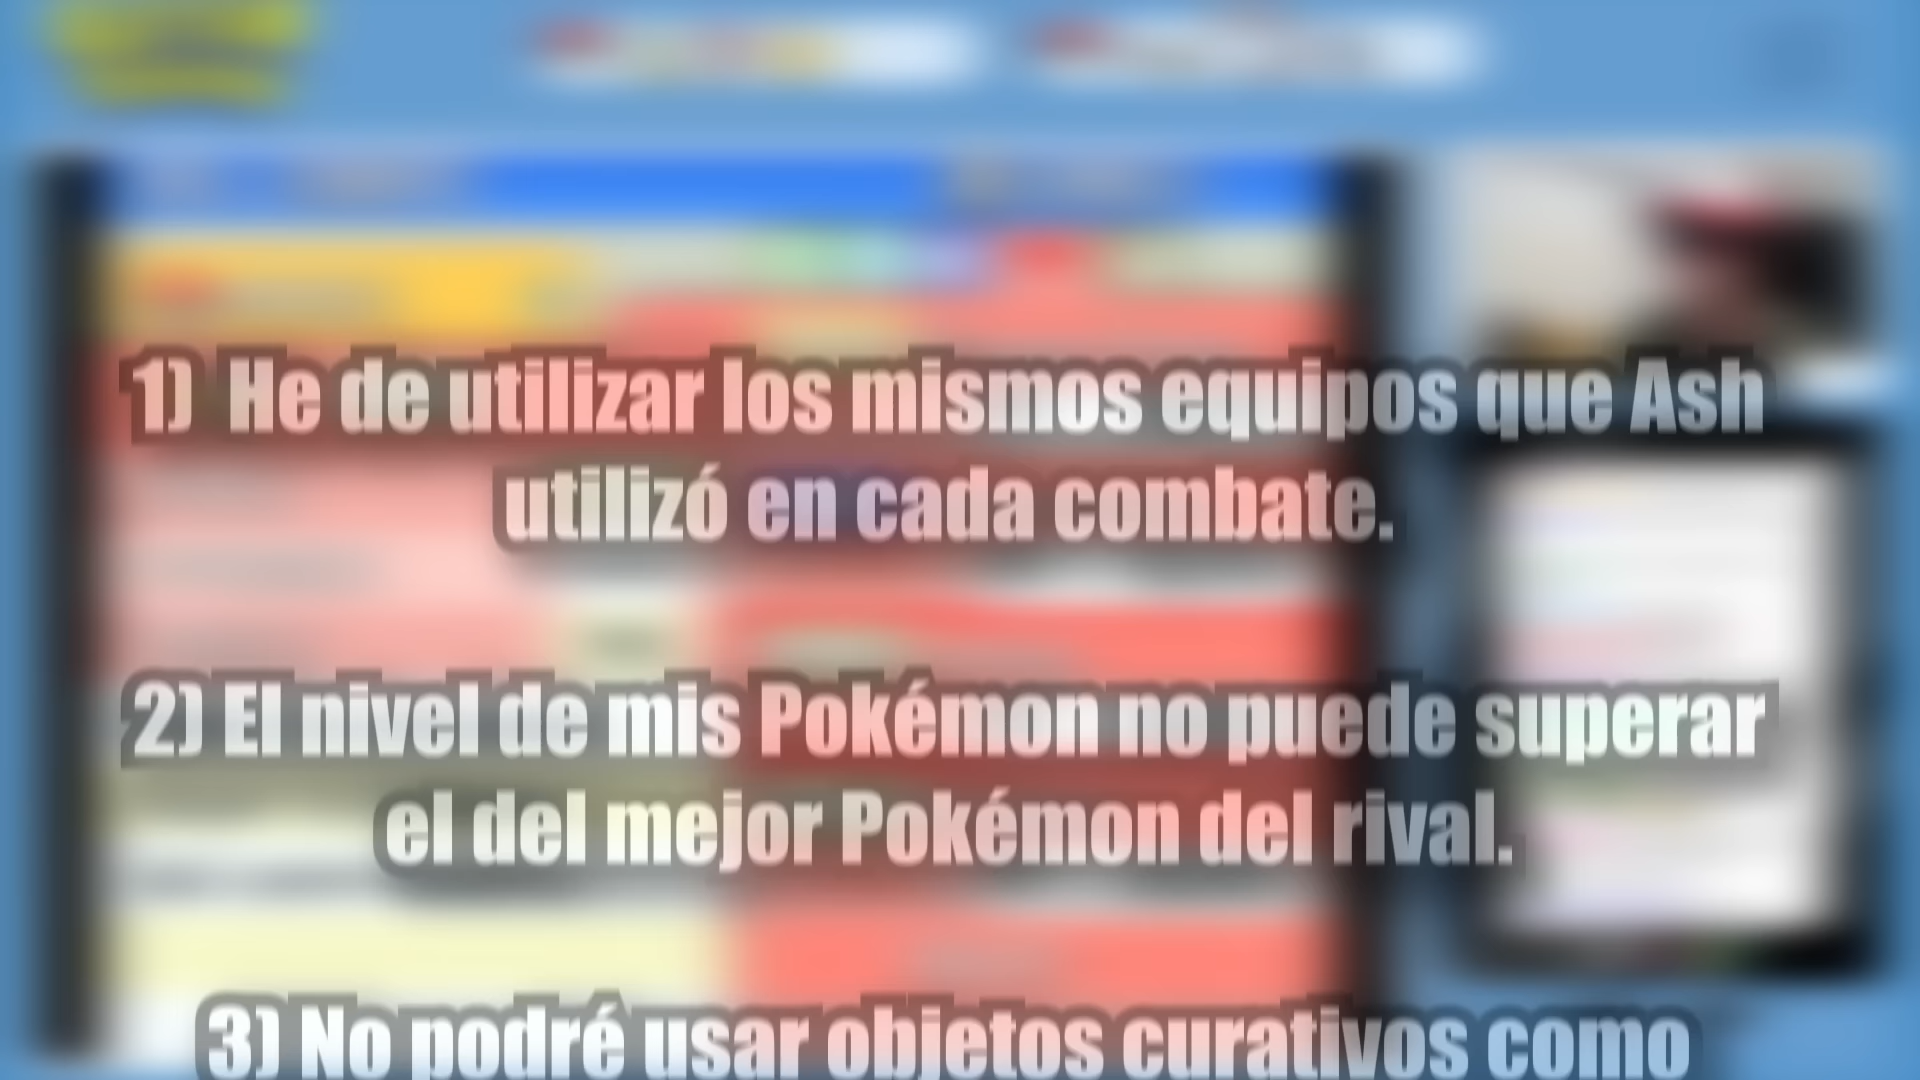 1) He de utilizar los mismos equipos que Ash
utilizó en cada combate.
2) El nivel de mis Pokémon no puede superar
el del mejor Pokémon del rival.
3) No podré usar objetos curativos como